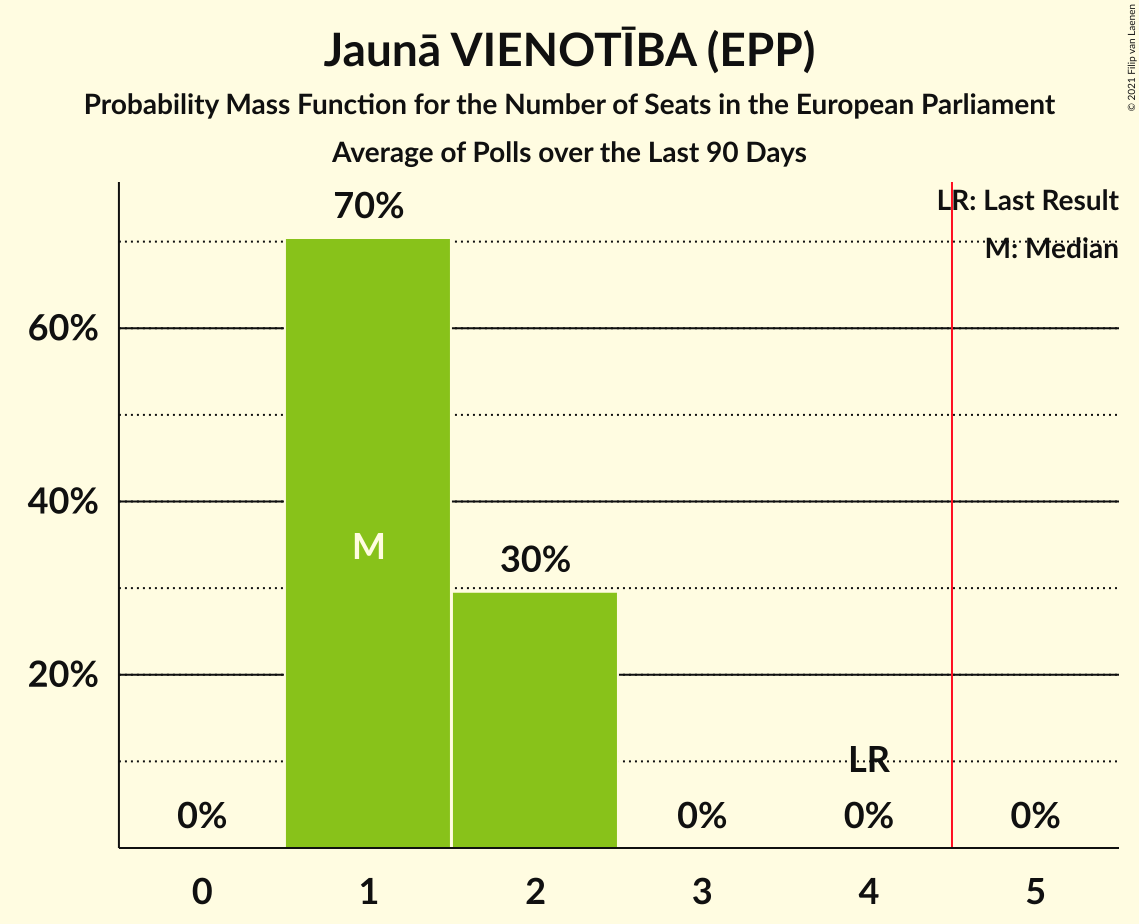 Jaunā VIENOTĪBA (EPP)
Probability Mass Function for the Number of Seats in the European Parliament
Average of Polls over the Last 90 Days
© 2021 Filip van Laenen
LR: Last Result
M: Median
70%
60%
40%
20%
M
30%
LR
0%
0%
0%
0%
0 1 2 3 4 5